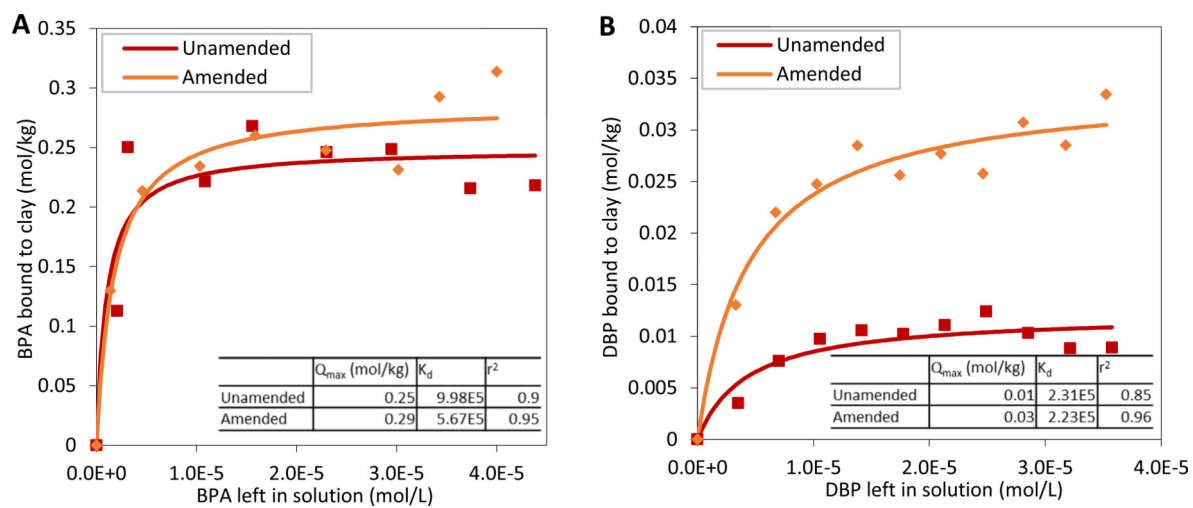 A
Unamended
Amended
BPA bound to clay (mol/kg)
0.35
0.3
0.25
0.2
0.15
0.1
0.05
0
Qmax (mol/kg) Kd r2
Unamended 0.25 9.98E5 0.9
Amended 0.29 5.67E5 0.95
0.0E+0 1.0E-5 2.0E-5 3.0E-5 4.0E-5
BPA left in solution (mol/L)
B
Unamended
Amended
DBP bound to clay (mol/kg)
0.04
0.035
0.03
0.025
0.02
0.015
0.01
0.005
0
Qmax (mol/kg) Kd r2
Unamended 0.01 2.31E5 0.85
Amended 0.03 2.23E5 0.96
0.0E+0 1.0E-5 2.0E-5 3.0E-5 4.0E-5
DBP left in solution (mol/L)